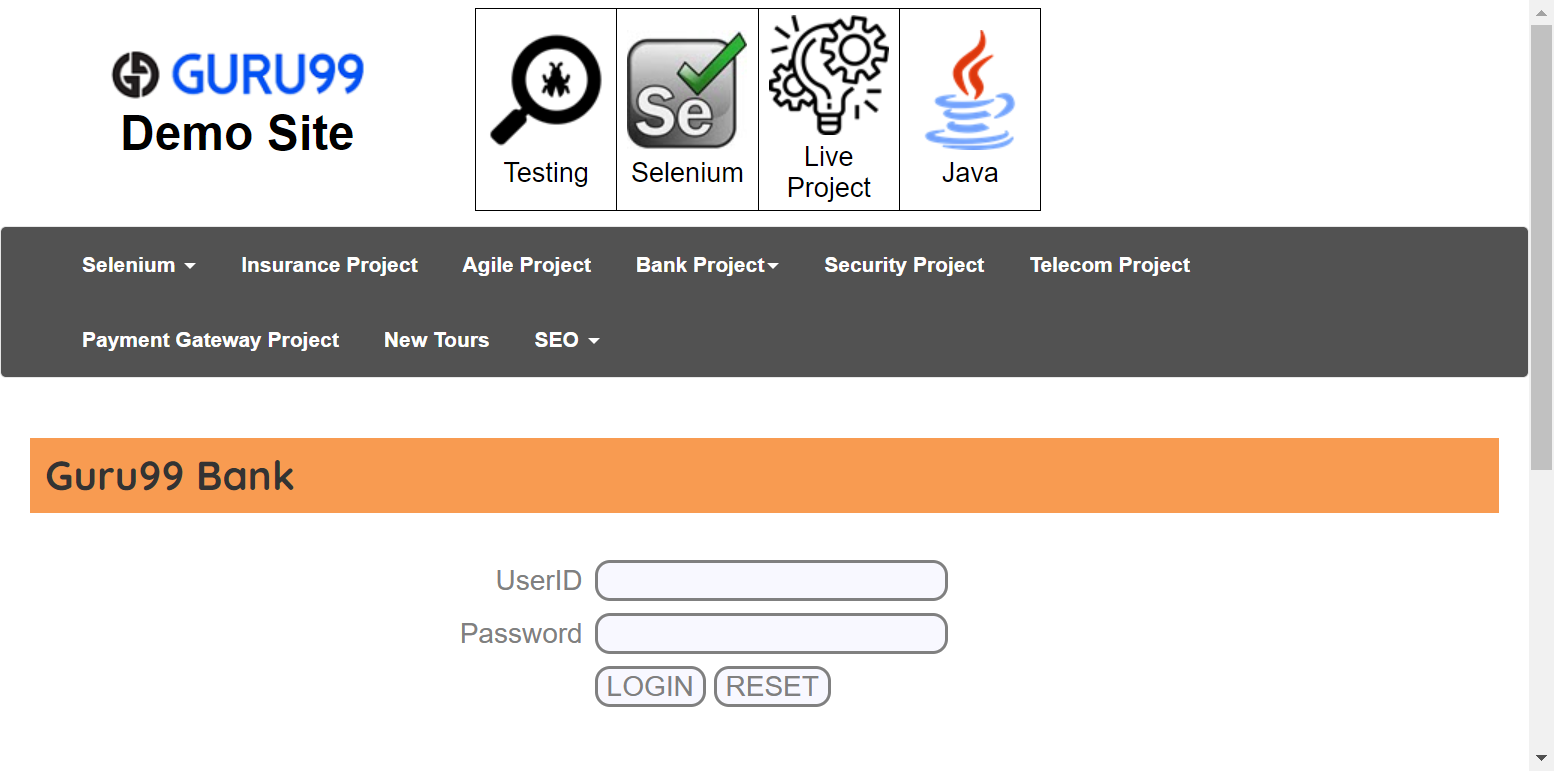 GURU99
Demo Site
Testing
Se
Selenium
Live
Project
Java
Selenium
Insurance Project
Agile Project
Bank Project
Security Project
Telecom Project
Payment Gateway Project
New Tours
SEO
Guru99 Bank
UserID
Password
LOGIN
RESET